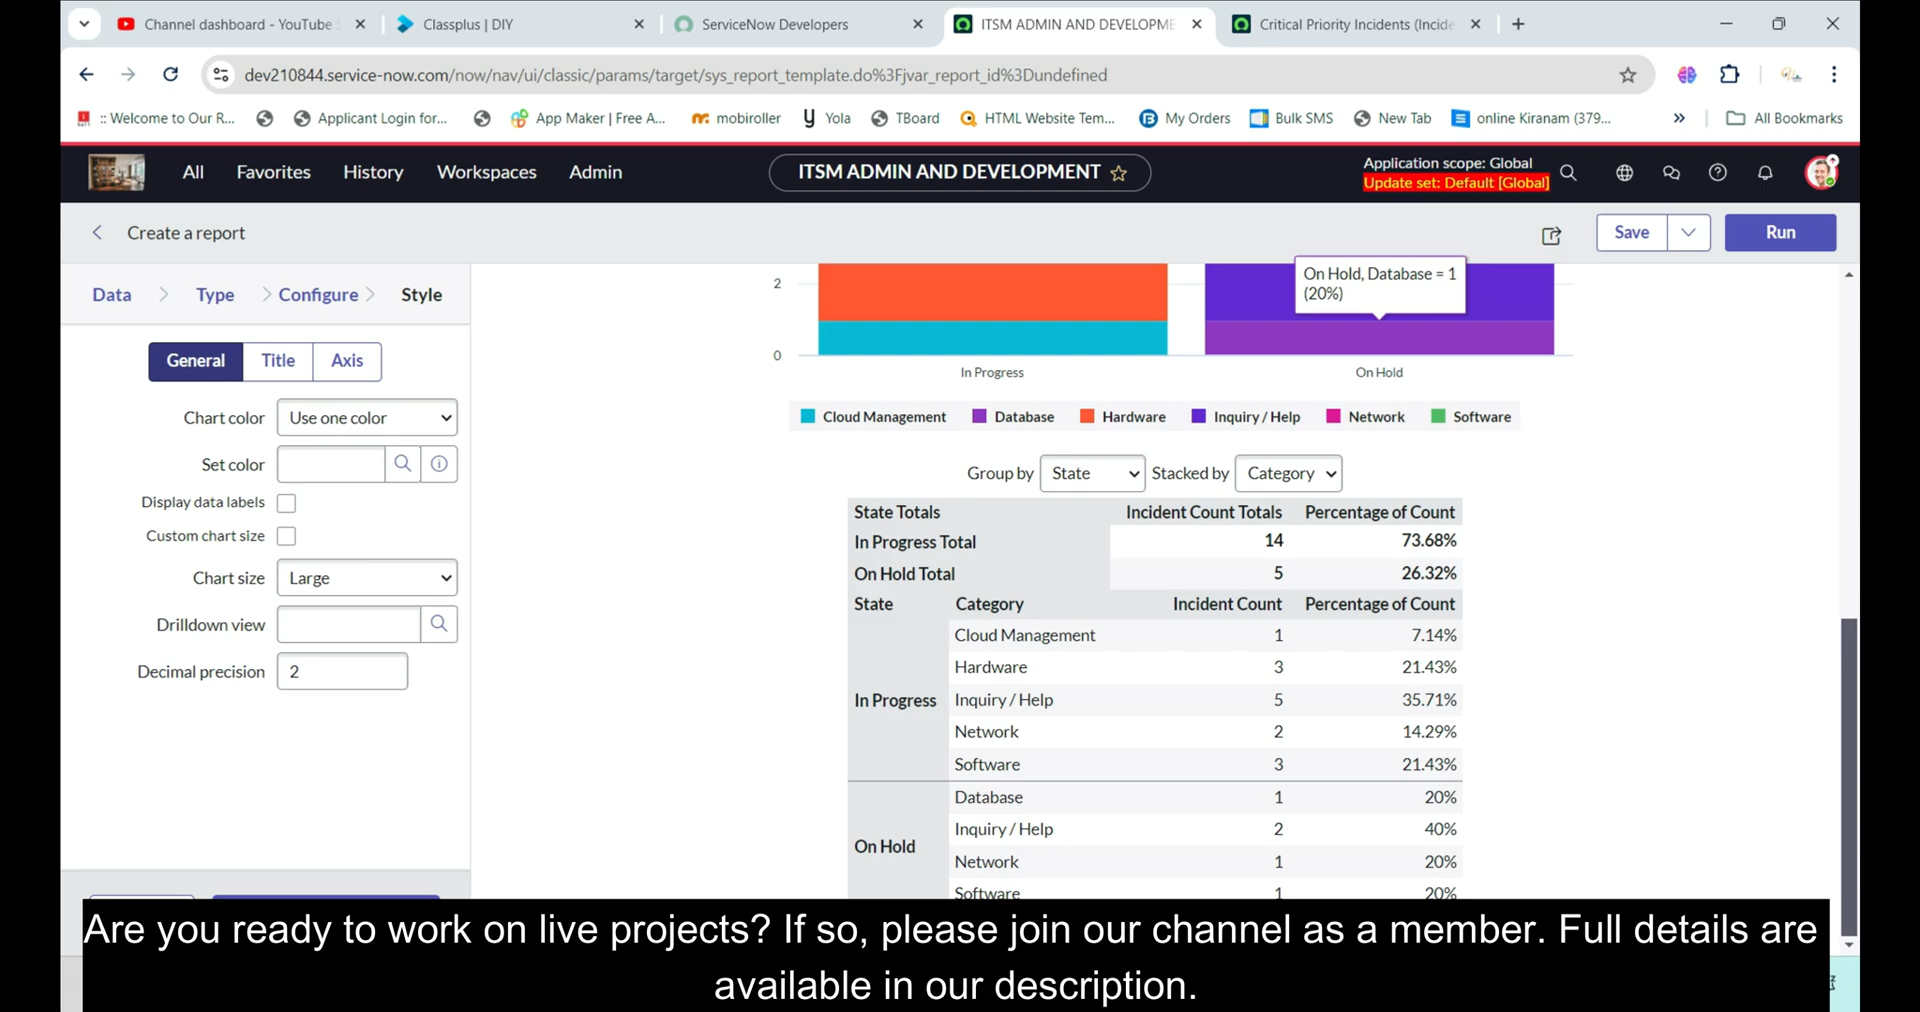 Channel dashboard - YouTube
Classplus | DIY
ServiceNow Developers
ITSM ADMIN AND DEVELOPME
Critical Priority Incidents (Incide
dev210844.service-now.com/now/nav/ui/classic/params/target/sys_report_template.do%3Fjvar_report_id%3Dundefined
:: Welcome to Our R...
Applicant Login for...
App Maker | Free A...
mobiroller
Yola
TBoard
HTML Website Tem...
My Orders
Bulk SMS
New Tab
online Kiranam (379...
All Bookmarks
All
Favorites
History
Workspaces
Admin
ITSM ADMIN AND DEVELOPMENT
Application scope: Global
Update set: Default [Global]
Create a report
Save
Run
Data
Type
Configure
Style
General
Title
Axis
Chart color
Use one color
Set color
Display data labels
Custom chart size
Chart size
Large
Drilldown view
Decimal precision
2
On Hold, Database = 1
(20%)
2
0
In Progress
On Hold
Cloud Management
Database
Hardware
Inquiry / Help
Network
Software
Group by State Stacked by Category
State Totals Incident Count Totals Percentage of Count
In Progress Total 14 73.68%
On Hold Total 5 26.32%
State Category Incident Count Percentage of Count
Cloud Management 1 7.14%
Hardware 3 21.43%
In Progress Inquiry / Help 5 35.71%
Network 2 14.29%
Software 3 21.43%
Database 1 20%
Inquiry / Help 2 40%
On Hold
Network 1 20%
Software 1 20%
Are you ready to work on live projects? If so, please join our channel as a member. Full details are
available in our description.